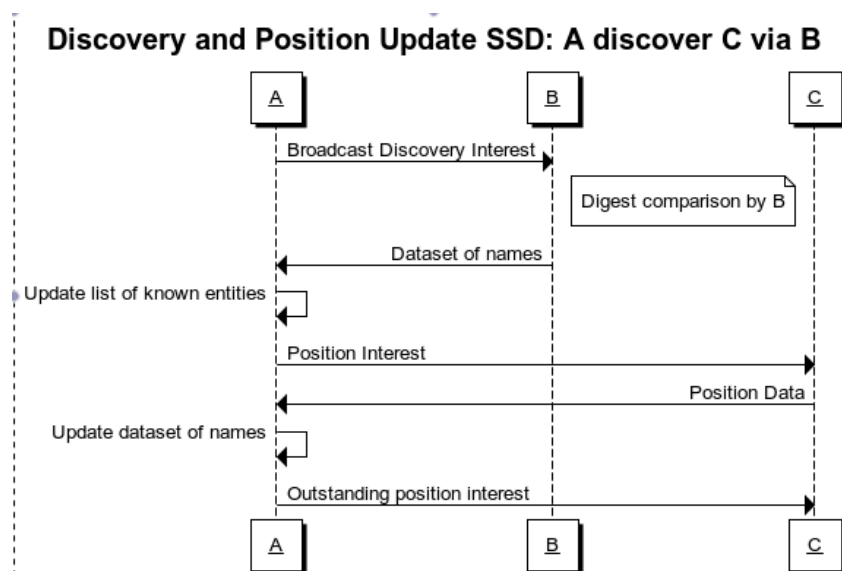 Discovery and Position Update SSD: A discover C via B
A B C
Broadcast Discovery Interest
Digest comparison by B
Dataset of names
Update list of known entities
Position Interest
Position Data
Update dataset of names
Outstanding position interest
A B C